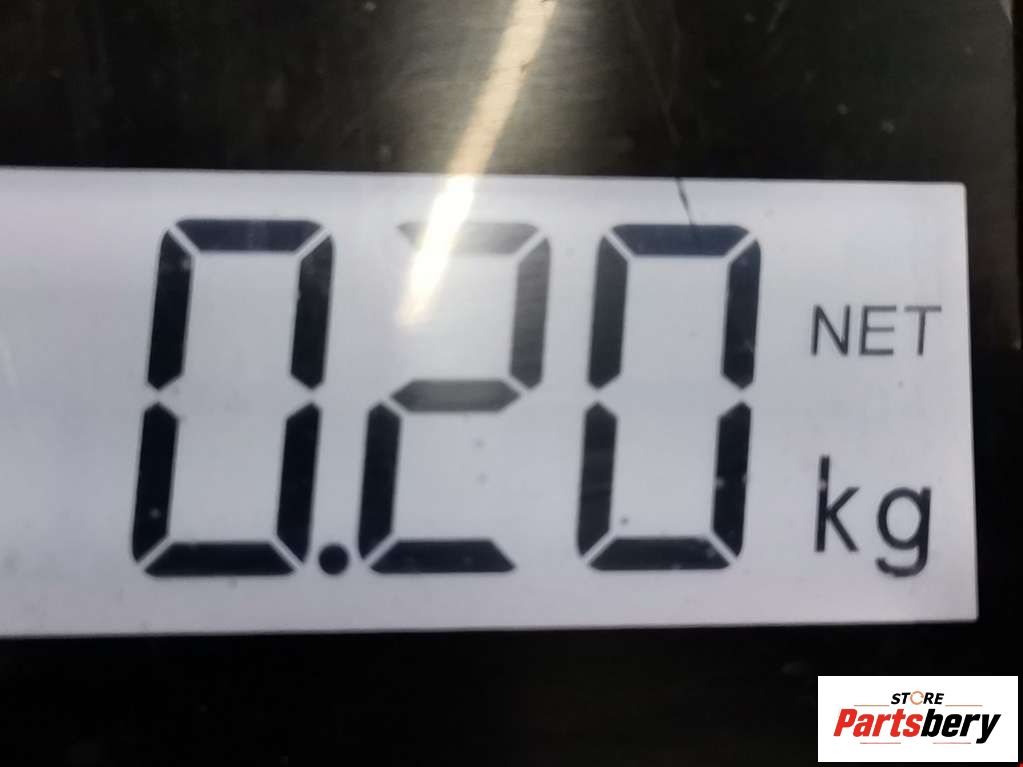 0.20 NET
kg
STORE
Partsbery